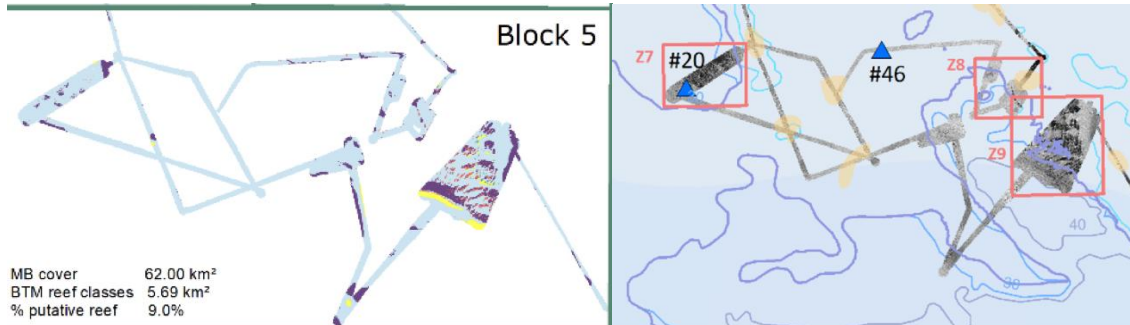 Block 5
MB cover 62.00 km²
BTM reef classes 5.69 km²
% putative reef 9.0%
Z7
#20
#46
Z8
Z9
40
30